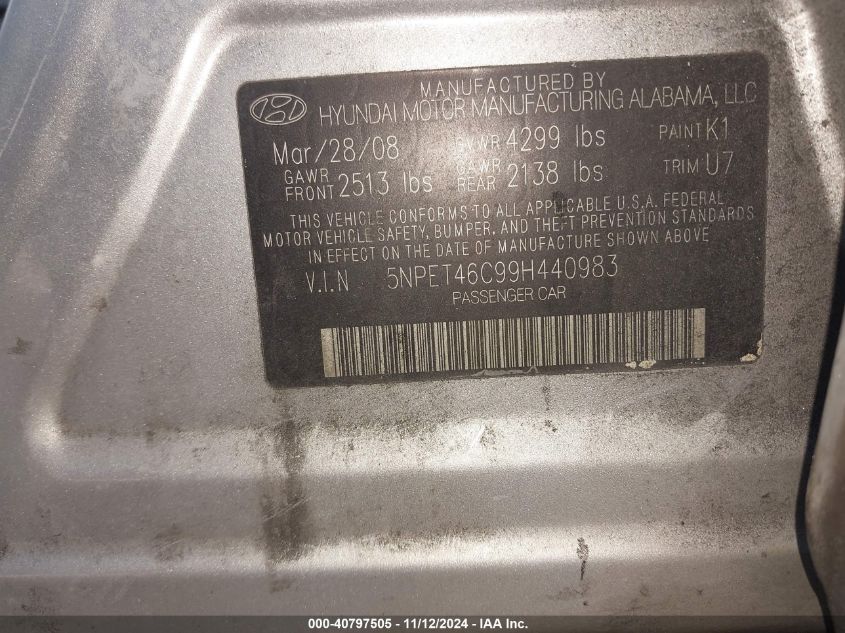 MANUFACTURED BY
HYUNDAI MOTOR MANUFACTURING ALABAMA, LLC
Mar/28/08 GVWR 4299 lbs PAINT K1
GAWR FRONT 2513 lbs GAWR REAR 2138 lbs TRIM U7
THIS VEHICLE CONFORMS TO ALL APPLICABLE U.S.A. FEDERAL
MOTOR VEHICLE SAFETY, BUMPER, AND THEFT PREVENTION STANDARDS
IN EFFECT ON THE DATE OF MANUFACTURE SHOWN ABOVE
V.I.N 5NPET46C99H440983
PASSENGER CAR
000-40797505 - 11/12/2024 - IAA Inc.